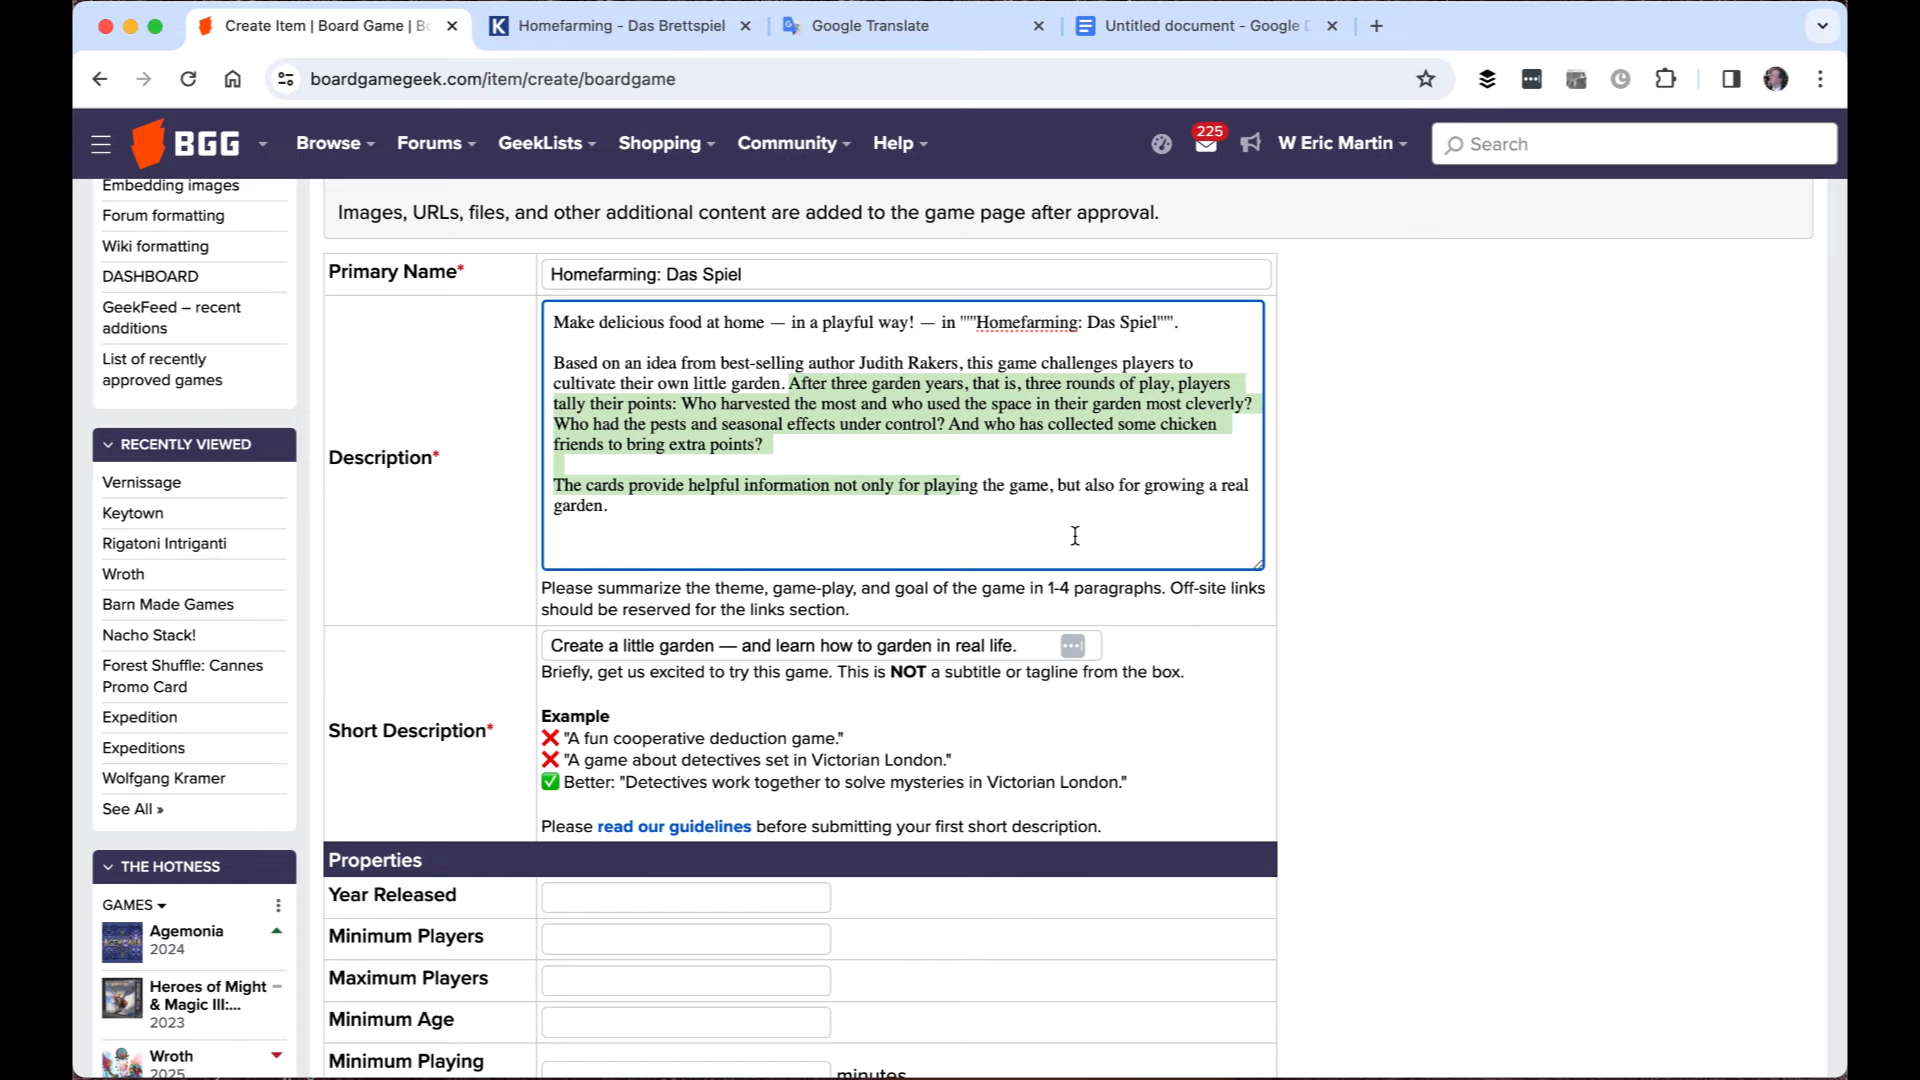 Create Item | Board Game | B
Homefarming - Das Brettspiel
Google Translate
Untitled document - Google D
boardgamegeek.com/item/create/boardgame
BGG
Browse
Forums
GeekLists
Shopping
Community
Help
225
W Eric Martin
Search
Embedding images
Forum formatting
Wiki formatting
DASHBOARD
GeekFeed – recent
additions
List of recently
approved games
RECENTLY VIEWED
Vernissage
Keytown
Rigatoni Intriganti
Wroth
Barn Made Games
Nacho Stack!
Forest Shuffle: Cannes
Promo Card
Expedition
Expeditions
Wolfgang Kramer
See All »
THE HOTNESS
GAMES
Agemonia
2024
Heroes of Might
& Magic III:...
2023
Wroth
2025
Images, URLs, files, and other additional content are added to the game page after approval.
Primary Name*
Homefarming: Das Spiel
Description*
Make delicious food at home — in a playful way! — in """Homefarming: Das Spiel""".
Based on an idea from best-selling author Judith Rakers, this game challenges players to
cultivate their own little garden. After three garden years, that is, three rounds of play, players
tally their points: Who harvested the most and who used the space in their garden most cleverly?
Who had the pests and seasonal effects under control? And who has collected some chicken
friends to bring extra points?
The cards provide helpful information not only for playing the game, but also for growing a real
garden.
Please summarize the theme, game-play, and goal of the game in 1-4 paragraphs. Off-site links
should be reserved for the links section.
Short Description*
Create a little garden — and learn how to garden in real life.
Briefly, get us excited to try this game. This is NOT a subtitle or tagline from the box.
Example
❌ "A fun cooperative deduction game."
❌ "A game about detectives set in Victorian London."
✅ Better: "Detectives work together to solve mysteries in Victorian London."
Please read our guidelines before submitting your first short description.
Properties
Year Released
Minimum Players
Maximum Players
Minimum Age
Minimum Playing
minutes